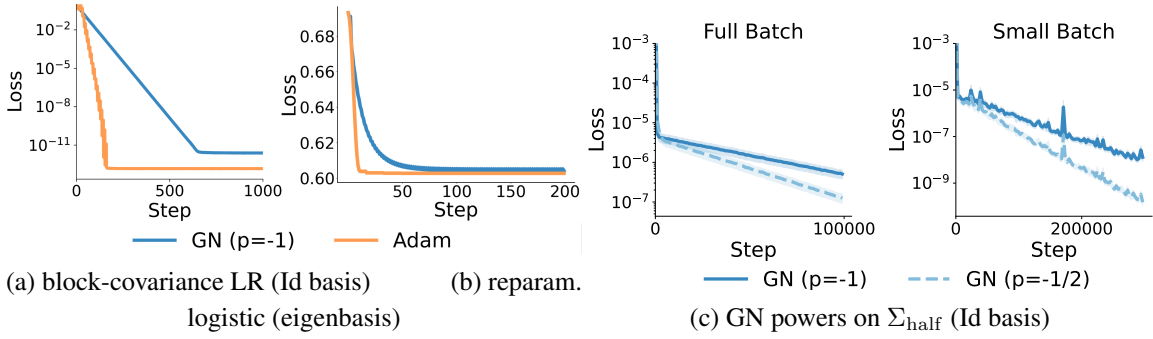 10⁻²
10⁻⁵
10⁻⁸
10⁻¹¹
Loss
0
500
1000
Step
0.68
0.66
0.64
0.62
0.60
Loss
50
100
150
200
Step
GN (p=-1)
Adam
(a) block-covariance LR (Id basis)
(b) reparam.
logistic (eigenbasis)
Full Batch
10⁻³
10⁻⁴
10⁻⁵
10⁻⁶
10⁻⁷
Loss
0
100000
Step
Small Batch
10⁻³
10⁻⁵
10⁻⁷
10⁻⁹
Loss
0
200000
Step
GN (p=-1)
GN (p=-1/2)
(c) GN powers on Σhalf (Id basis)